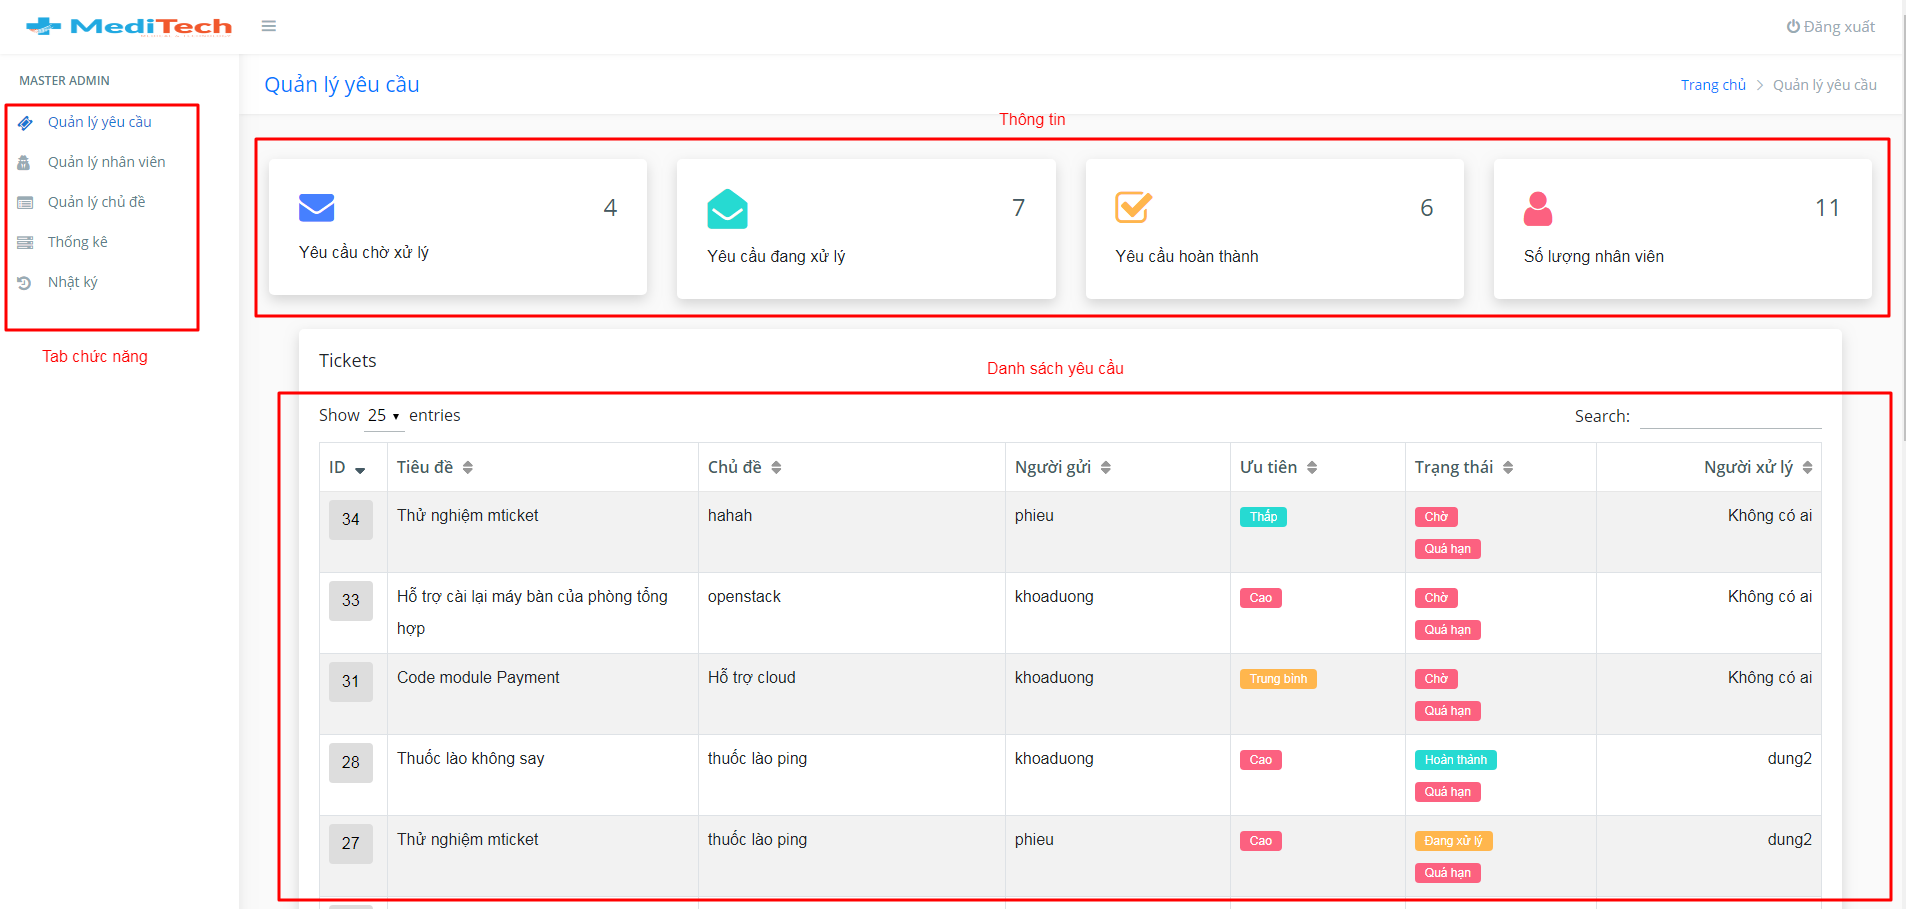 MediTech
Đăng xuất
MASTER ADMIN
Quản lý yêu cầu
Quản lý nhân viên
Quản lý chủ đề
Thống kê
Nhật ký
Tab chức năng
Quản lý yêu cầu
Trang chủ > Quản lý yêu cầu
Thông tin
4
Yêu cầu chờ xử lý
7
Yêu cầu đang xử lý
6
Yêu cầu hoàn thành
11
Số lượng nhân viên
Tickets
Danh sách yêu cầu
Show 25 entries
Search:
ID Tiêu đề Chủ đề Người gửi Ưu tiên Trạng thái Người xử lý
34 Thử nghiệm mticket hahah phieu Thấp Chờ Không có ai
Quá hạn
33 Hỗ trợ cài lại máy bàn của phòng tổng openstack khoaduong Cao Chờ Không có ai
hợp Quá hạn
31 Code module Payment Hỗ trợ cloud khoaduong Trung bình Chờ Không có ai
Quá hạn
28 Thuốc lào không say thuốc lào ping khoaduong Cao Hoàn thành dung2
Quá hạn
27 Thử nghiệm mticket thuốc lào ping phieu Cao Đang xử lý dung2
Quá hạn